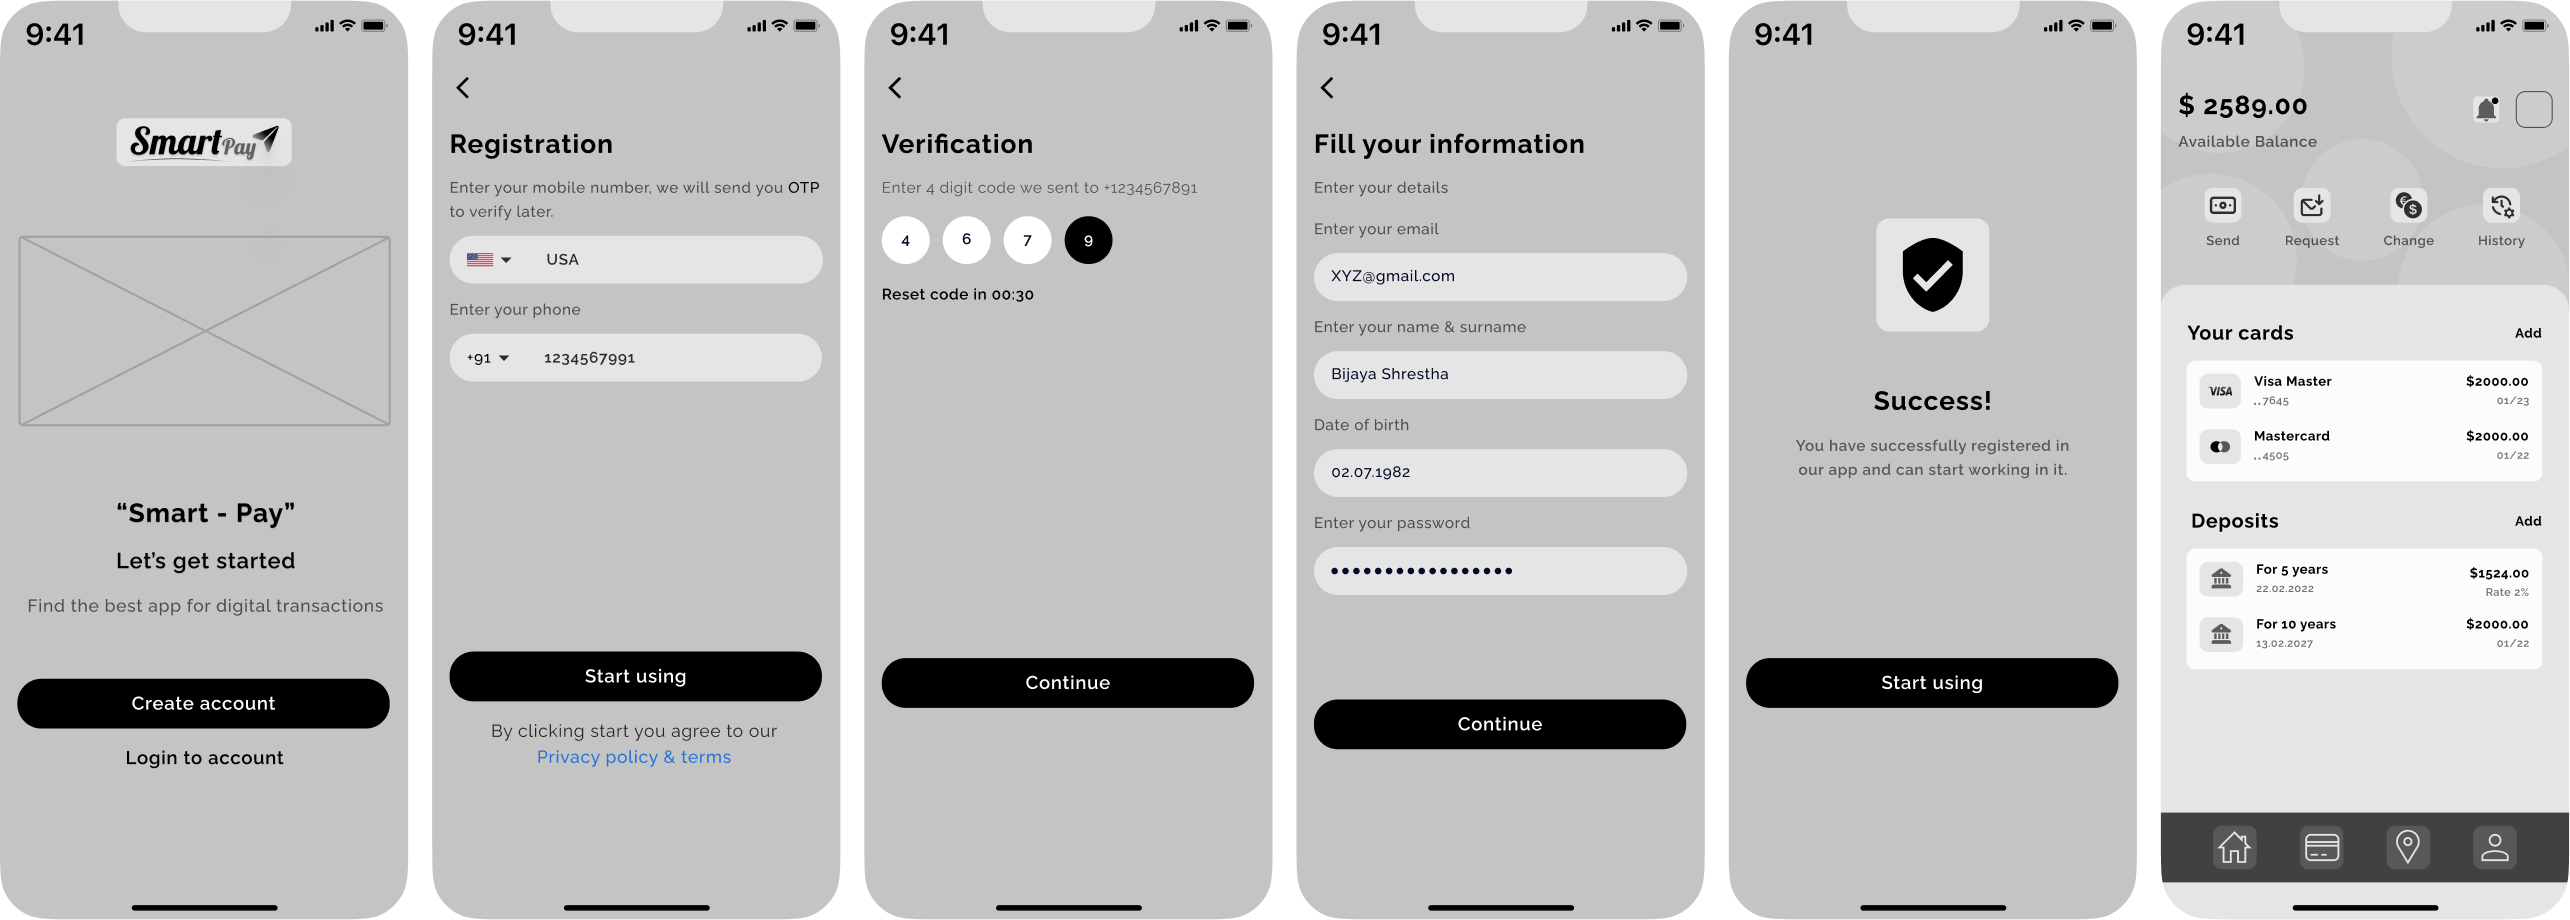 9:41
Smart Pay
“Smart - Pay”
Let’s get started
Find the best app for digital transactions
Create account
Login to account
9:41
Registration
Enter your mobile number, we will send you OTP
to verify later.
USA
Enter your phone
+91 1234567991
Start using
By clicking start you agree to our
Privacy policy & terms
9:41
Verification
Enter 4 digit code we sent to +1234567891
4 6 7 9
Reset code in 00:30
Continue
9:41
Fill your information
Enter your details
Enter your email
XYZ@gmail.com
Enter your name & surname
Bijaya Shrestha
Date of birth
02.07.1982
Enter your password
Continue
9:41
Success!
You have successfully registered in
our app and can start working in it.
Start using
9:41
$ 2589.00
Available Balance
€ $
Send Request Change History
Your cards Add
VISA Visa Master $2000.00
..7645 01/23
Mastercard $2000.00
..4505 01/22
Deposits Add
For 5 years $1524.00
22.02.2022 Rate 2%
For 10 years $2000.00
13.02.2027 01/22